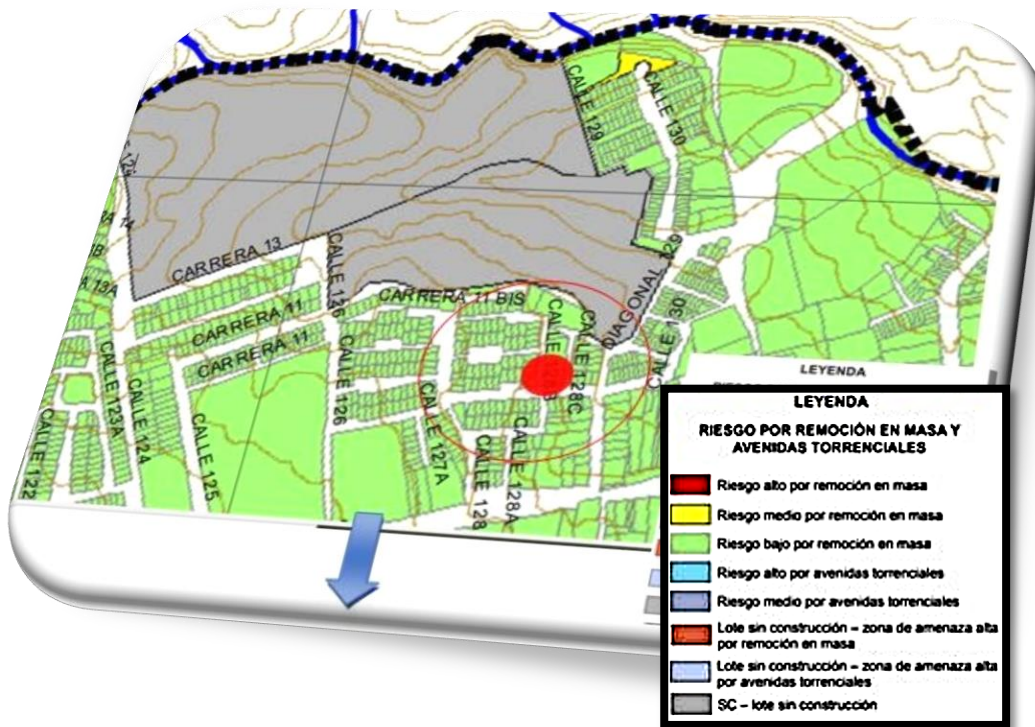 CALLE 129
CALLE 130
CARRERA 13
CALLE 126
CARRERA 11 BIS
DIAGONAL 129
CALLE 130
CARRERA 11
CARRERA 11
CALLE 128C
CALLE 122
CALLE 123A
CALLE 124
CALLE 125
CALLE 126
CALLE 127A
CALLE 128
CALLE 128A
LEYENDA
LEYENDA
RIESGO POR REMOCIÓN EN MASA Y
AVENIDAS TORRENCIALES
Riesgo alto por remoción en masa
Riesgo medio por remoción en masa
Riesgo bajo por remoción en masa
Riesgo alto por avenidas torrenciales
Riesgo medio por avenidas torrenciales
Lote sin construcción – zona de amenaza alta
por remoción en masa
Lote sin construcción – zona de amenaza alta
por avenidas torrenciales
SC – lote sin construcción